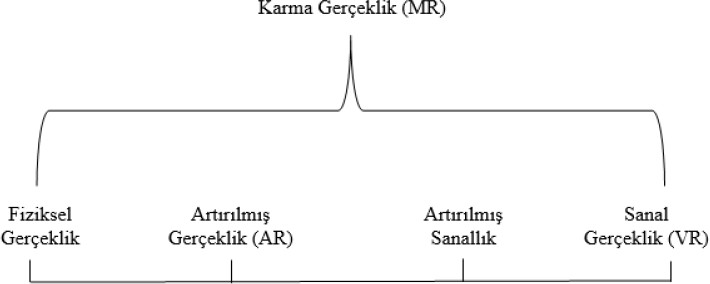 Karma Gerçeklik (MR)
Fiziksel
Gerçeklik
Artırılmış
Gerçeklik (AR)
Artırılmış
Sanallık
Sanal
Gerçeklik (VR)